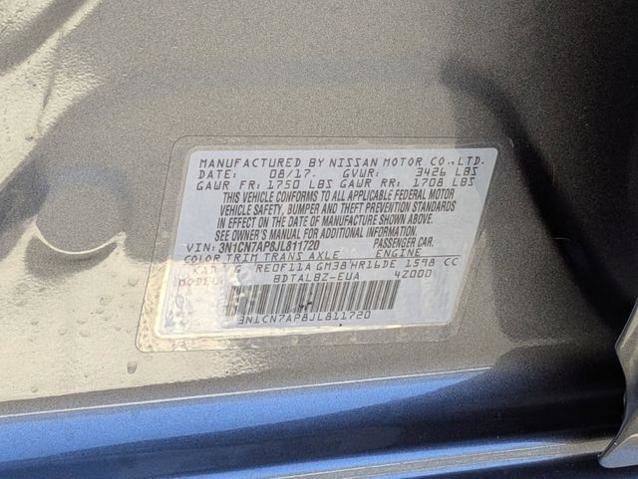 MANUFACTURED BY NISSAN MOTOR CO.,LTD.
DATE: 08/17 GVWR: 3426 LBS
GAWR FR: 1750 LBS GAWR RR: 1708 LBS
THIS VEHICLE CONFORMS TO ALL APPLICABLE FEDERAL MOTOR
VEHICLE SAFETY, BUMPER AND THEFT PREVENTION STANDARDS
IN EFFECT ON THE DATE OF MANUFACTURE SHOWN ABOVE.
SEE OWNER'S MANUAL FOR ADDITIONAL INFORMATION.
VIN: 3N1CN7AP8JL811720 PASSENGER CAR.
COLOR TRIM TRANS AXLE ENGINE
G RE0F11A GM38 HR16DE 1598 CC
MODEL: BDTALBZ-EUA 4Z000
3N1CN7AP8JL811720